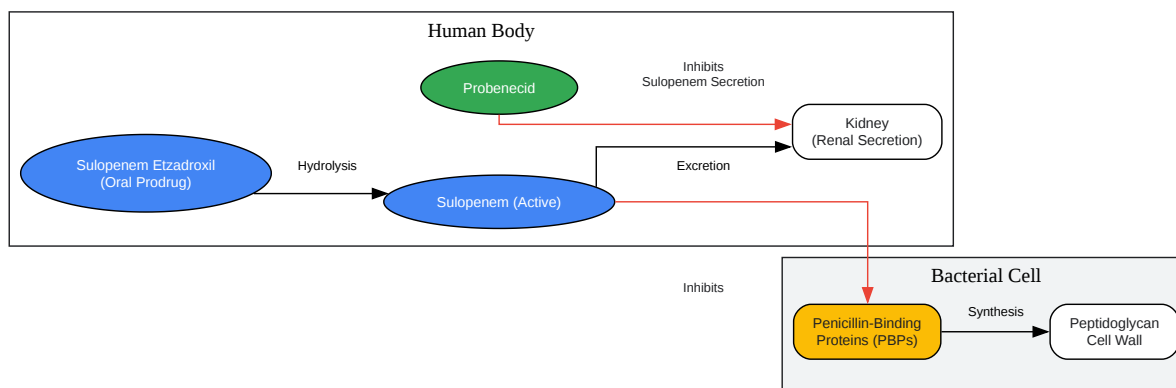 Human Body
Probenecid
Inhibits
Sulopenem Secretion
Kidney
(Renal Secretion)
Sulopenem Etzadroxil
(Oral Prodrug)
Hydrolysis
Excretion
Sulopenem (Active)
Inhibits
Bacterial Cell
Penicillin-Binding
Proteins (PBPs)
Synthesis
Peptidoglycan
Cell Wall